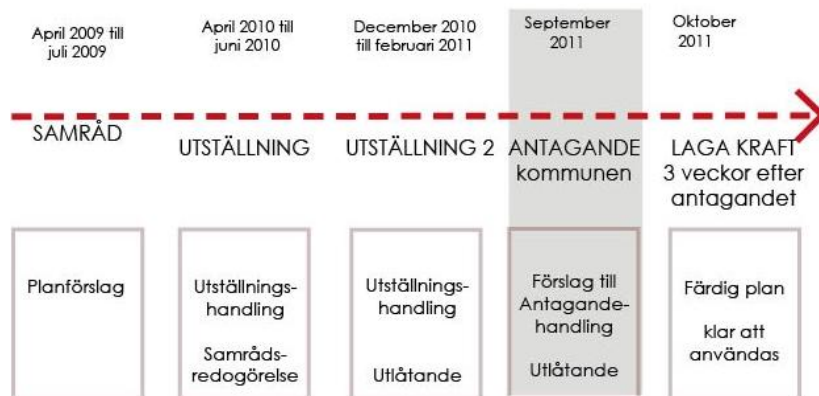 April 2009 till
juli 2009
April 2010 till
juni 2010
December 2010
till februari 2011
September
2011
Oktober
2011
SAMRÅD
UTSTÄLLNING
UTSTÄLLNING 2
ANTAGANDE
kommunen
LAGA KRAFT
3 veckor efter
antagandet
Planförslag
Utställnings-
handling
Samråds-
redogörelse
Utställnings-
handling
Utlåtande
Förslag till
Antagande-
handling
Utlåtande
Färdig plan
klar att
användas